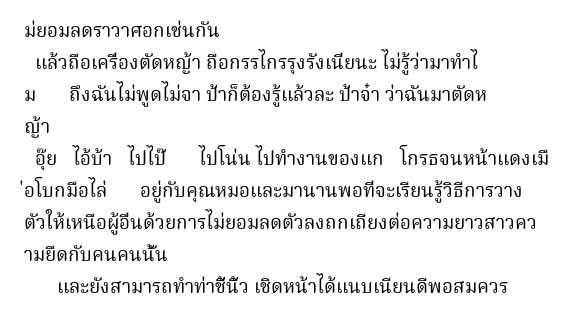 ม่ยอมลดราวาศอกเช่นกัน
แล้วถือเครื่องตัดหญ้า ถือกรรไกรรุงรังเนี่ยนะ ไม่รู้ว่ามาทำไ
ม ถึงฉันไม่พูดไม่จา ป้าก็ต้องรู้แล้วละ ป้าจ๋า ว่าฉันมาตัดห
ญ้า
อุ๊ย ไอ้บ้า ไปไป๊ ไปโน่น ไปทำงานของแก โกรธจนหน้าแดงเมื
่อโบกมือไล่ อยู่กับคุณหมอและมานานพอที่จะเรียนรู้วิธีการวาง
ตัวให้เหนือผู้อื่นด้วยการไม่ยอมลดตัวลงถกเถียงต่อความยาวสาวคว
ามยืดกับคนคนนั้น
และยังสามารถทำท่าชี้นิ้ว เชิดหน้าได้แนบเนียนดีพอสมควร